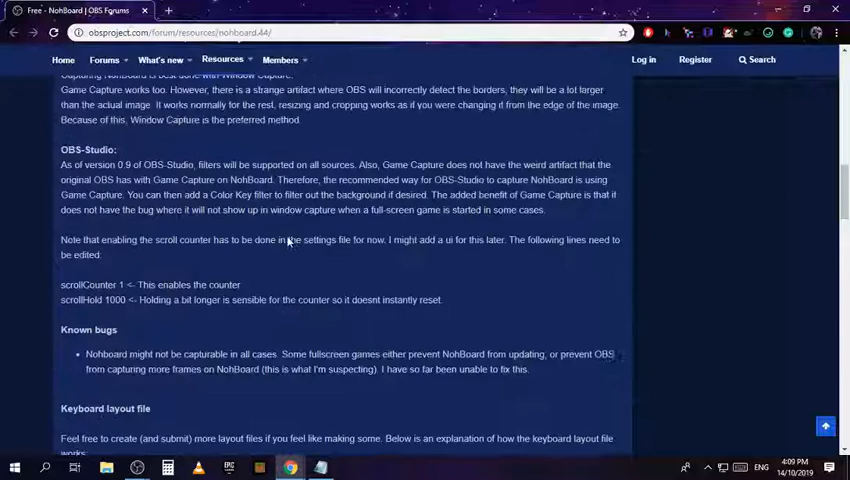 Free - NohBoard | OBS Forums
obsproject.com/forum/resources/nohboard.44/
Home Forums What's new Resources Members Log in Register Search
Capturing NohBoard is best done with Window Capture.
Game Capture works too. However, there is a strange artifact where OBS will incorrectly detect the borders, they will be a lot larger
than the actual image. It works normally for the rest, resizing and cropping works as if you were changing it from the edge of the image.
Because of this, Window Capture is the preferred method.
OBS-Studio:
As of version 0.9 of OBS-Studio, filters will be supported on all sources. Also, Game Capture does not have the weird artifact that the
original OBS has with Game Capture on NohBoard. Therefore, the recommended way for OBS-Studio to capture NohBoard is using
Game Capture. You can then add a Color Key filter to filter out the background if desired. The added benefit of Game Capture is that it
does not have the bug where it will not show up in window capture when a full-screen game is started in some cases.
Note that enabling the scroll counter has to be done in the settings file for now. I might add a ui for this later. The following lines need to
be edited.
scrollCounter 1 <- This enables the counter
scrollHold 1000 <- Holding a bit longer is sensible for the counter so it doesnt instantly reset.
Known bugs
• Nohboard might not be capturable in all cases. Some fullscreen games either prevent NohBoard from updating, or prevent OBS
from capturing more frames on NohBoard (this is what I'm suspecting). I have so far been unable to fix this.
Keyboard layout file
Feel free to create (and submit) more layout files if you feel like making some. Below is an explanation of how the keyboard layout file
works:
EPIC
ENG
4:09 PM
14/10/2019